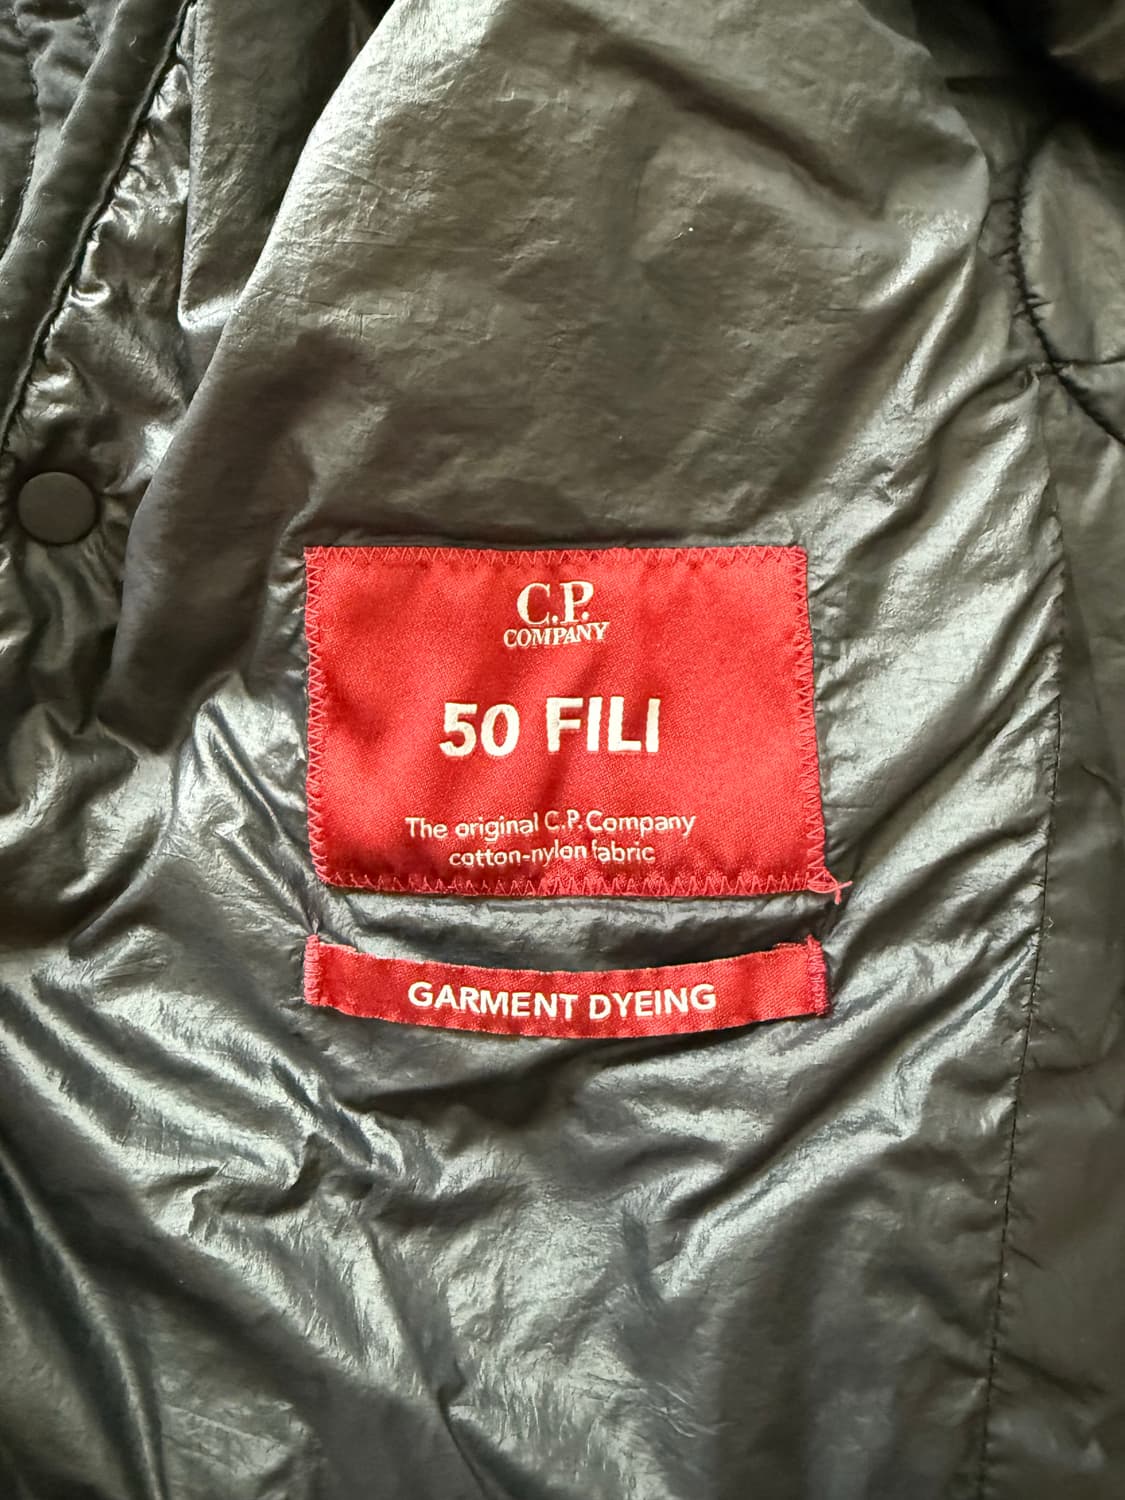 C.P.
COMPANY
50 FILI
The original C.P. Company
cotton-nylon fabric
GARMENT DYEING